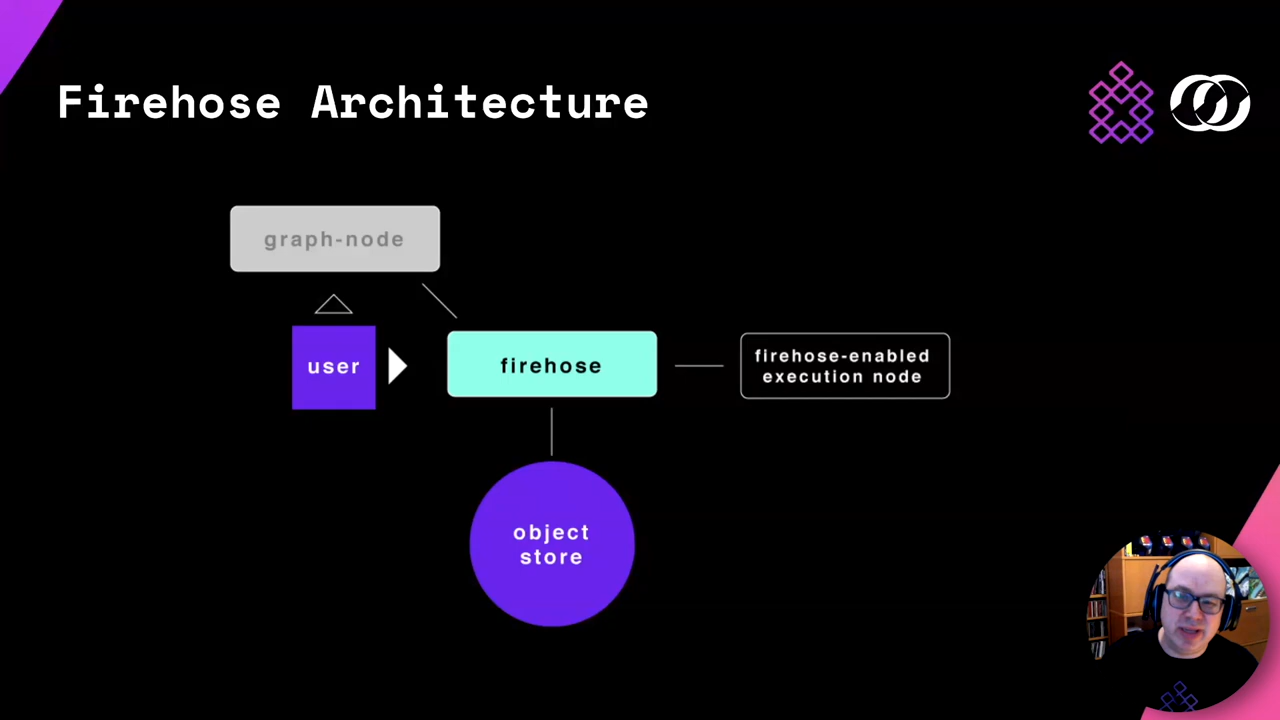 Firehose Architecture
graph-node
user
firehose
firehose-enabled
execution node
object
store